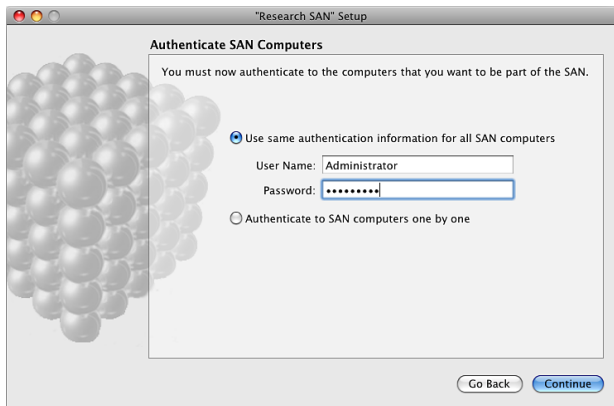 "Research SAN" Setup
Authenticate SAN Computers
You must now authenticate to the computers that you want to be part of the SAN.
Use same authentication information for all SAN computers
User Name: Administrator
Password: •••••••••
Authenticate to SAN computers one by one
Go Back Continue